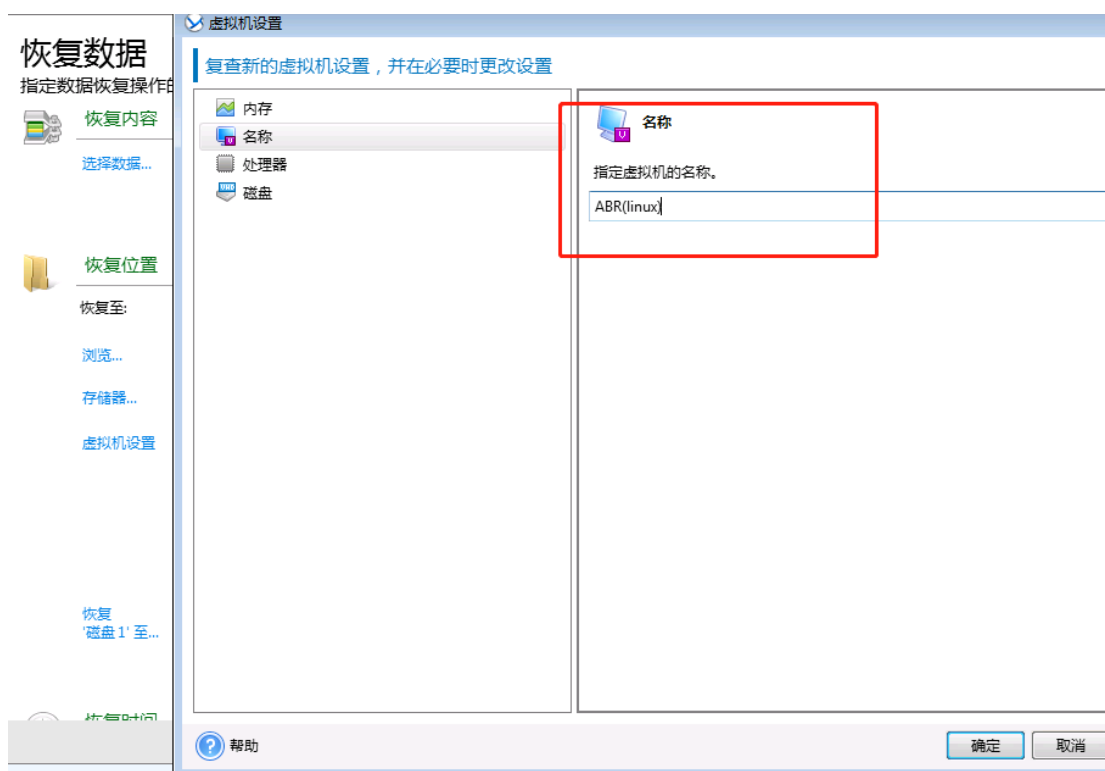 虚拟机设置
恢复数据
指定数据恢复操作的
恢复内容
选择数据...
恢复位置
恢复至:
浏览...
存储器...
虚拟机设置
恢复
'磁盘 1' 至...
恢复时间
复查新的虚拟机设置，并在必要时更改设置
内存
名称
处理器
磁盘
名称
指定虚拟机的名称。
ABR(linux)
帮助
确定
取消